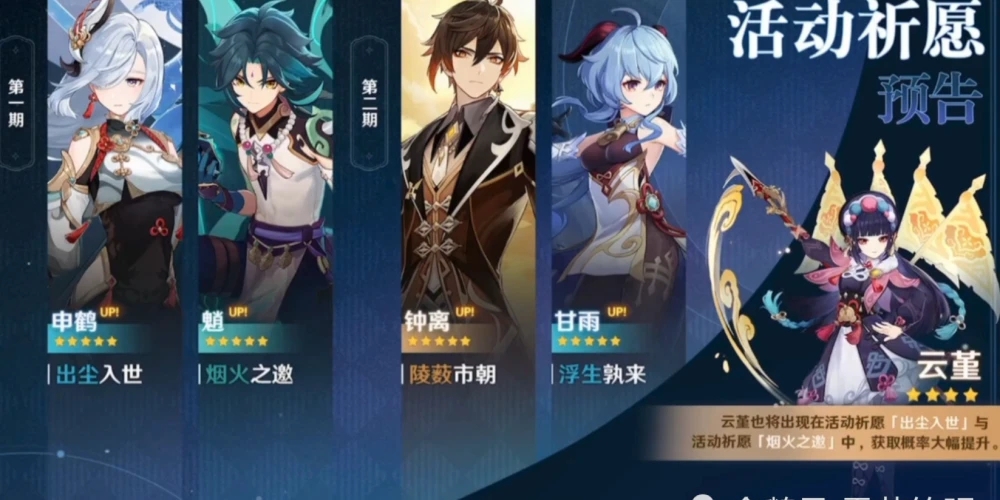 活动祈愿
预告
第一期
申鹤 UP!
出尘入世
魈 UP!
烟火之邀
第二期
钟离 UP!
陵薮市朝
甘雨 UP!
浮生孰来
云堇
云堇也将出现在活动祈愿「出尘入世」与
活动祈愿「烟火之邀」中，获取概率大幅提升。